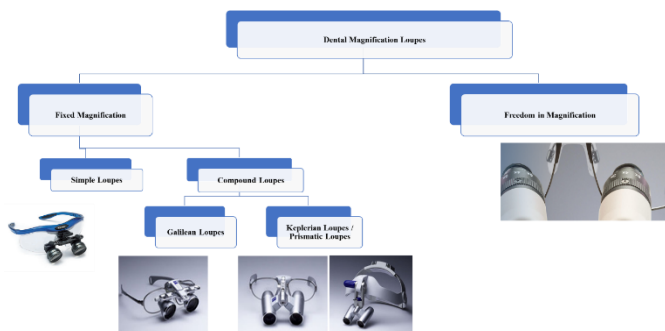 Dental Magnification Loupes
Fixed Magnification
Freedom in Magnification
Simple Loupes
Compound Loupes
Galilean Loupes
Keplerian Loupes /
Prismatic Loupes